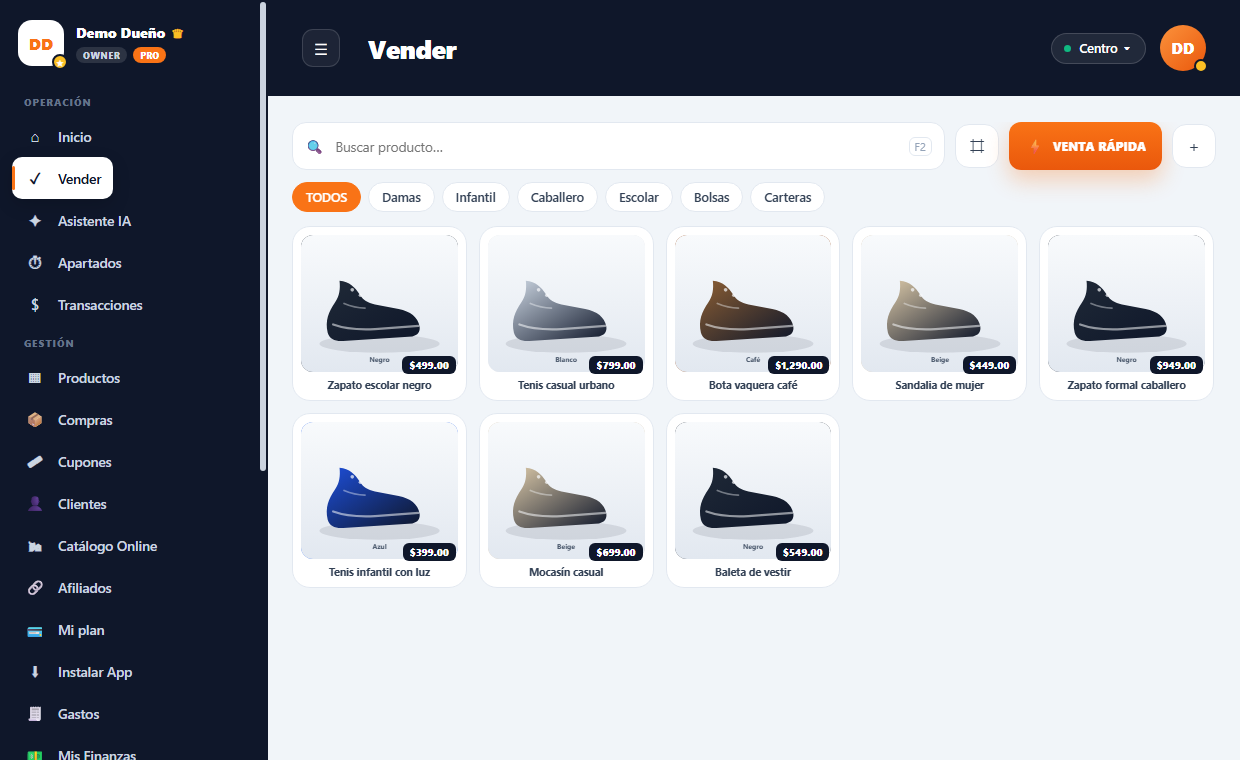 DD
Demo Dueño
OWNER PRO
OPERACIÓN
Inicio
Vender
Asistente IA
Apartados
$ Transacciones
GESTIÓN
Productos
Compras
Cupones
Clientes
Catálogo Online
Afiliados
Mi plan
Instalar App
Gastos
Mis Finanzas
Vender
Centro
DD
Buscar producto...
F2
VENTA RÁPIDA
+
TODOS
Damas
Infantil
Caballero
Escolar
Bolsas
Carteras
Negro
$499.00
Zapato escolar negro
Blanco
$799.00
Tenis casual urbano
Café
$1,290.00
Bota vaquera café
Beige
$449.00
Sandalia de mujer
Negro
$949.00
Zapato formal caballero
Azul
$399.00
Tenis infantil con luz
Beige
$699.00
Mocasín casual
Negro
$549.00
Baleta de vestir